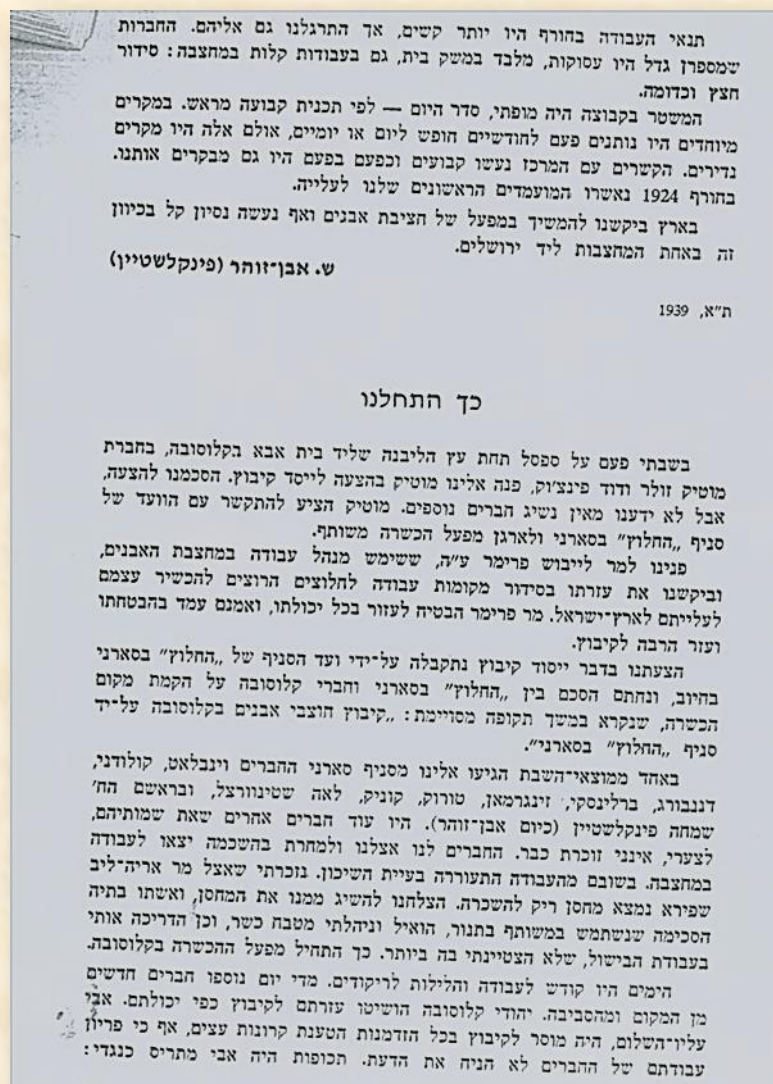 תנאי העבודה בחורף היו יותר קשים, אך התרגלנו גם אליהם. החברות
שמספרן גדל היו עסוקות, מלבד במשק בית, גם בעבודות קלות במחצבה: סידור
חצץ וכדומה.
המשטר בקבוצה היה מופתי, סדר היום — לפי תכנית קבועה מראש. במקרים
מיוחדים היו נותנים פעם לחודשיים חופש ליום או יומיים, אולם אלה היו מקרים
נדירים. הקשרים עם המרכז נעשו קבועים וכפעם בפעם היו גם מבקרים אותנו.
בחורף 1924 נאשרו המועמדים הראשונים שלנו לעלייה.
בארץ ביקשנו להמשיך במפעל של חציבת אבנים ואף נעשה נסיון קל בכיוון
זה באחת המחצבות ליד ירושלים.
ש. אבן־זוהר (פינקלשטיין)
ת״א, 1939
כך התחלנו
בשבתי פעם על ספסל תחת עץ הליבנה שליד בית אבא בקלוסובה, בחברת
מוטיק זולר ודוד פינצ'וק, פנה אלינו מוטיק בהצעה לייסד קיבוץ. הסכמנו להצעה,
אבל לא ידענו מאין נשיג חברים נוספים. מוטיק הציע להתקשר עם הוועד של
סניף „החלוץ״ בסארני ולארגן מפעל הכשרה משותף.
פנינו למר לייבוש פרימר ע״ה, ששימש מנהל עבודה במחצבת האבנים,
וביקשנו את עזרתו בסידור מקומות עבודה לחלוצים הרוצים להכשיר עצמם
לעלייתם לארץ־ישראל. מר פרימר הבטיח לעזור בכל יכולתו, ואמנם עמד בהבטחתו
ועזר הרבה לקיבוץ.
הצעתנו בדבר ייסוד קיבוץ נתקבלה על־ידי ועד הסניף של „החלוץ״ בסארני
בחיוב, ונחתם הסכם בין „החלוץ״ בסארני וחברי קלוסובה על הקמת מקום
הכשרה, שנקרא במשך תקופה מסויימת: „קיבוץ חוצבי אבנים בקלוסובה על־יד
סניף „החלוץ״ בסארני״.
באחד ממוצאי־השבת הגיעו אלינו מסניף סארני החברים וינבלאט, קולודני,
דננבורג, ברלינסקי, זינגרמאן, טורוק, קוניק, לאה שטינוורצל, ובראשם הח'
שמחה פינקלשטיין (כיום אבן־זוהר). היו עוד חברים אחרים שאת שמותיהם,
לצערי, אינני זוכרת כבר. החברים לנו אצלנו ולמחרת בהשכמה יצאו לעבודה
במחצבה. בשובם מהעבודה התעוררה בעיית השיכון. נזכרתי שאצל מר אריה־ליב
שפירא נמצא מחסן ריק להשכרה. הצלחנו להשיג ממנו את המחסן, ואשתו בתיה
הסכימה שנשתמש במשותף בתנור, הואיל וניהלתי מטבח כשר, וכן הדריכה אותי
בעבודת הבישול, שלא הצטיינתי בה ביותר. כך התחיל מפעל ההכשרה בקלוסובה.
הימים היו קודש לעבודה והלילות לריקודים. מדי יום נוספו חברים חדשים
מן המקום ומהסביבה. יהודי קלוסובה הושיטו עזרתם לקיבוץ כפי יכולתם. אבי
עליו־השלום, היה מוסר לקיבוץ בכל הזדמנות הטענת קרונות עצים, אף כי פריון
עבודתם של החברים לא הניח את הדעת. תכופות היה אבי מתריס כנגדי: